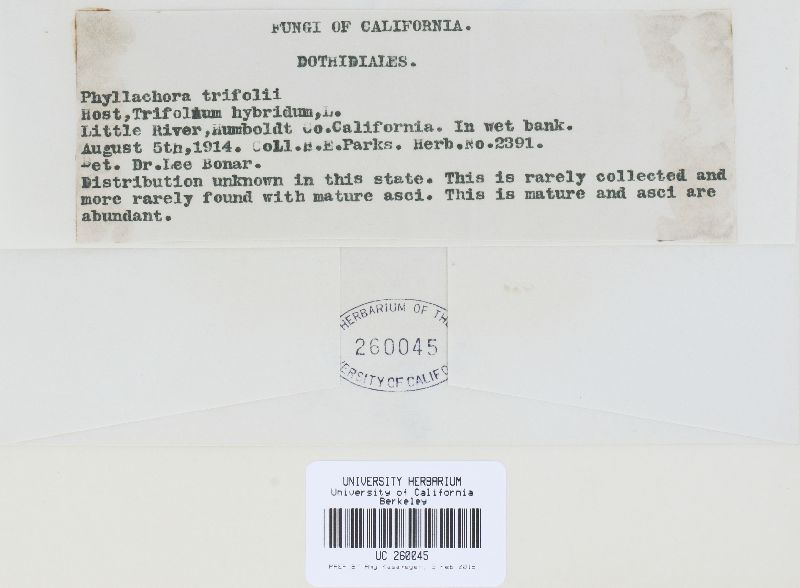 FUNGI OF CALIFORNIA.
DOTHIDIALES.
Phyllachora trifolii
Host,Trifolium hybridum,L.
Little River,Humboldt Co.California. In wet bank.
August 5th,1914. Coll.H.E.Parks. Herb.No.2391.
Det. Dr.Lee Bonar.
Distribution unknown in this state. This is rarely collected and
more rarely found with mature asci. This is mature and asci are
abundant.
HERBARIUM OF THE
260045
ERSITY OF CALIFO
UNIVERSITY HERBARIUM
University of California
Berkeley
UC 260045